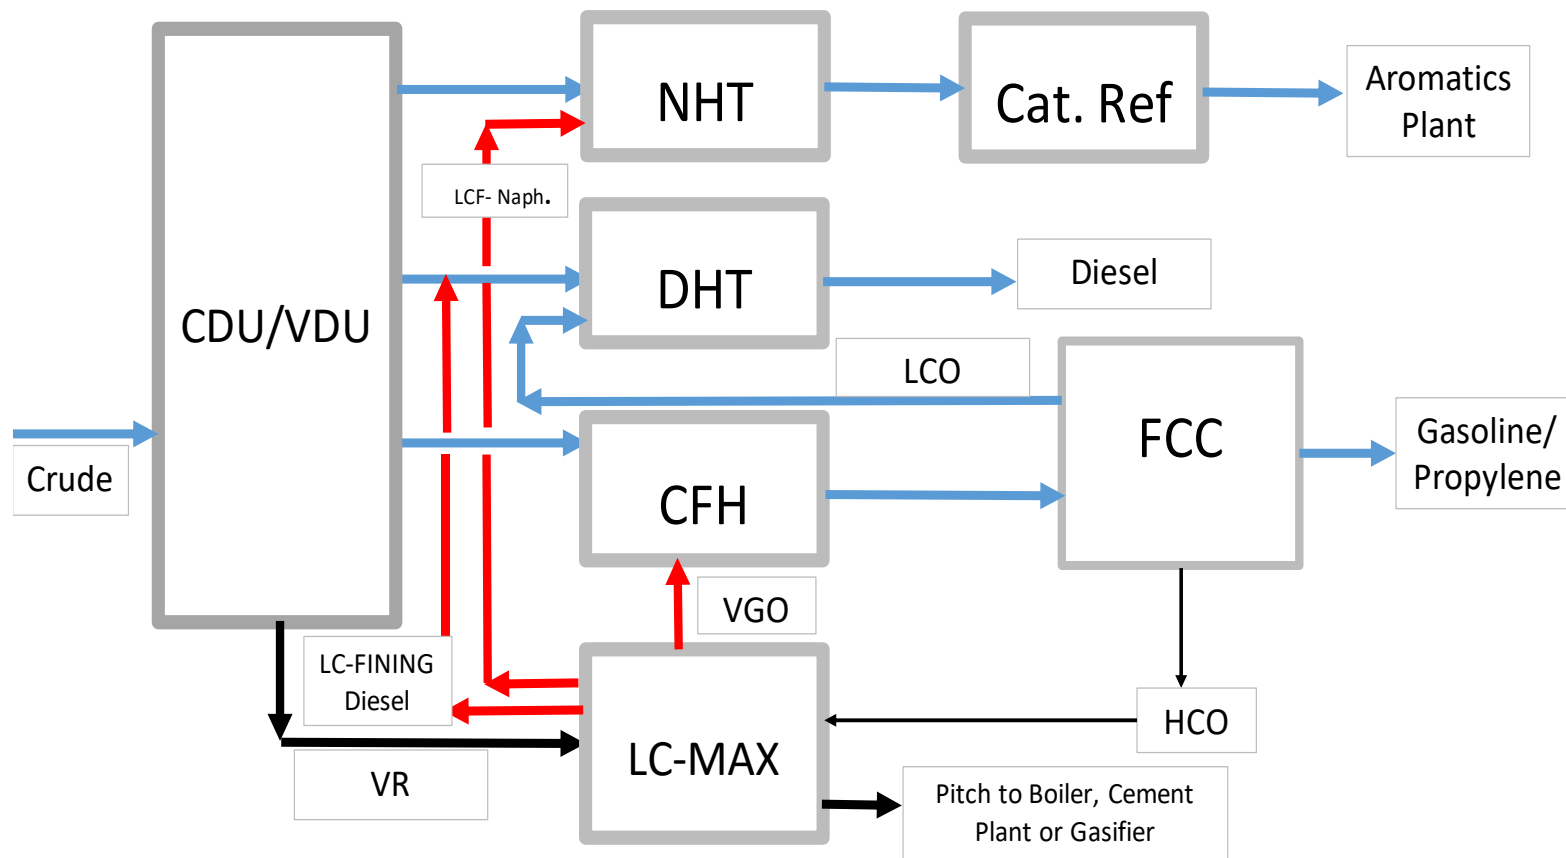 NHT
Cat. Ref
Aromatics
Plant
LCF- Naph.
DHT
Diesel
CDU/VDU
LCO
Crude
FCC
Gasoline/
Propylene
CFH
VGO
LC-FINING
Diesel
VR
LC-MAX
HCO
Pitch to Boiler, Cement
Plant or Gasifier